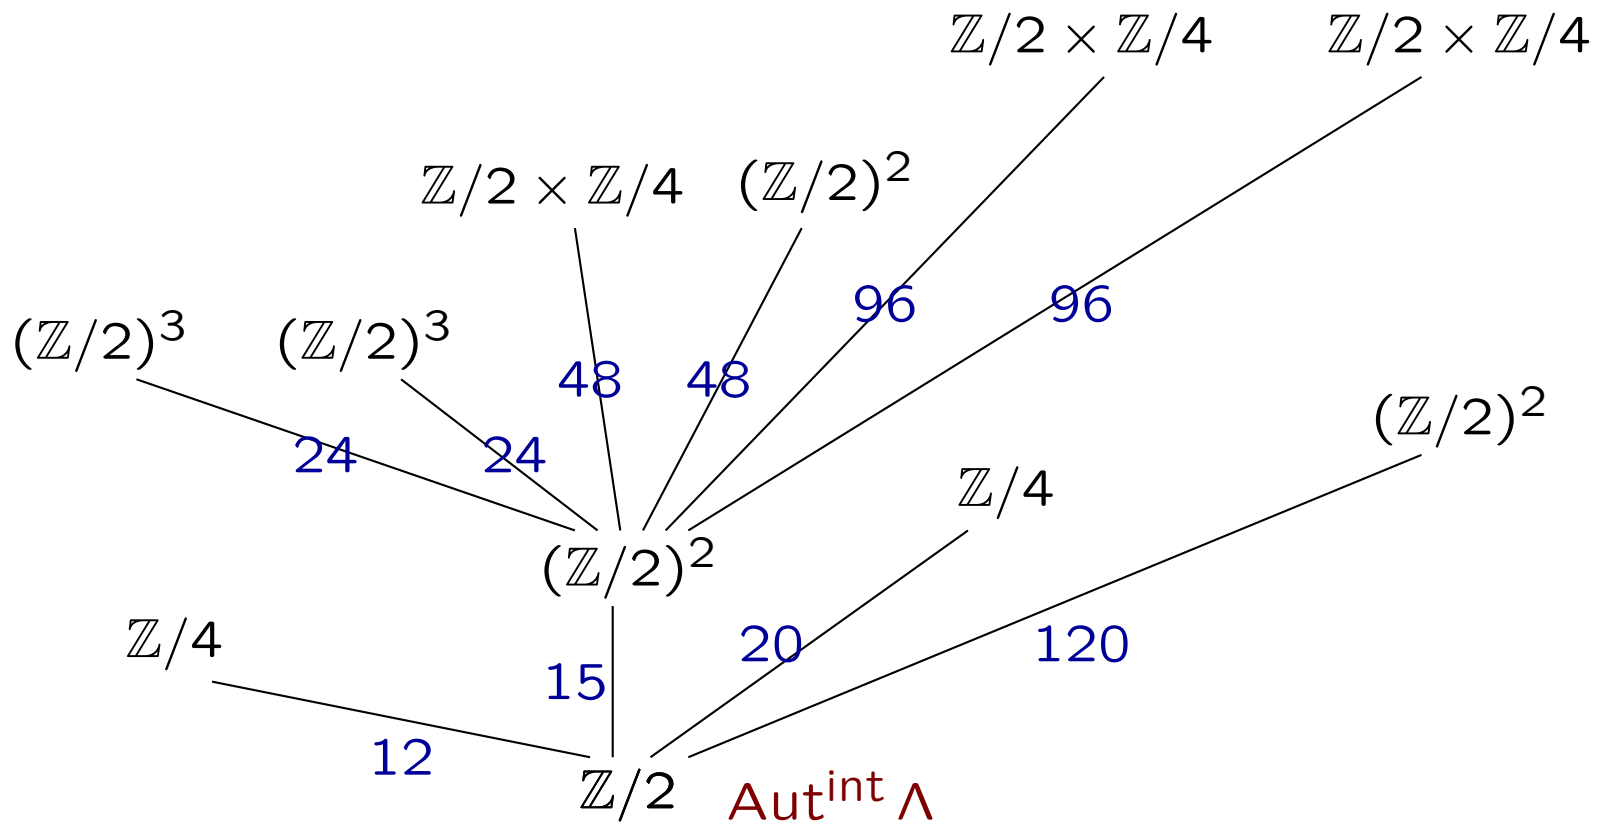 ℤ/2 × ℤ/4 ℤ/2 × ℤ/4
ℤ/2 × ℤ/4 (ℤ/2)²
96 96
(ℤ/2)³ (ℤ/2)³
48 48
(ℤ/2)²
24 24
ℤ/4
(ℤ/2)²
ℤ/4
20 120
15
12
ℤ/2 Aut^int Λ